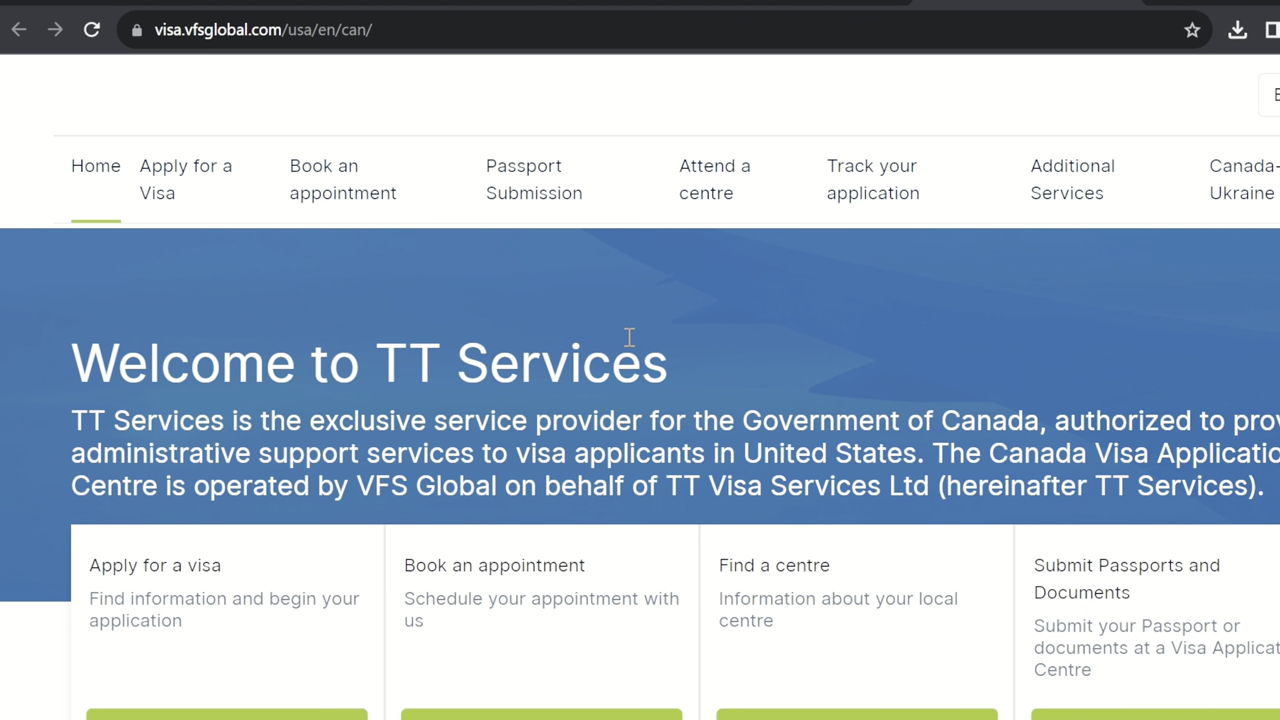 visa.vfsglobal.com/usa/en/can/
Home
Apply for a
Visa
Book an
appointment
Passport
Submission
Attend a
centre
Track your
application
Additional
Services
Canada-
Ukraine
Welcome to TT Services
TT Services is the exclusive service provider for the Government of Canada, authorized to
administrative support services to visa applicants in United States. The Canada Visa
Centre is operated by VFS Global on behalf of TT Visa Services Ltd (hereinafter TT Services).
Apply for a visa
Find information and begin your
application
Book an appointment
Schedule your appointment with
us
Find a centre
Information about your local
centre
Submit Passports and
Documents
Submit your Passport or
documents at a Visa
Centre